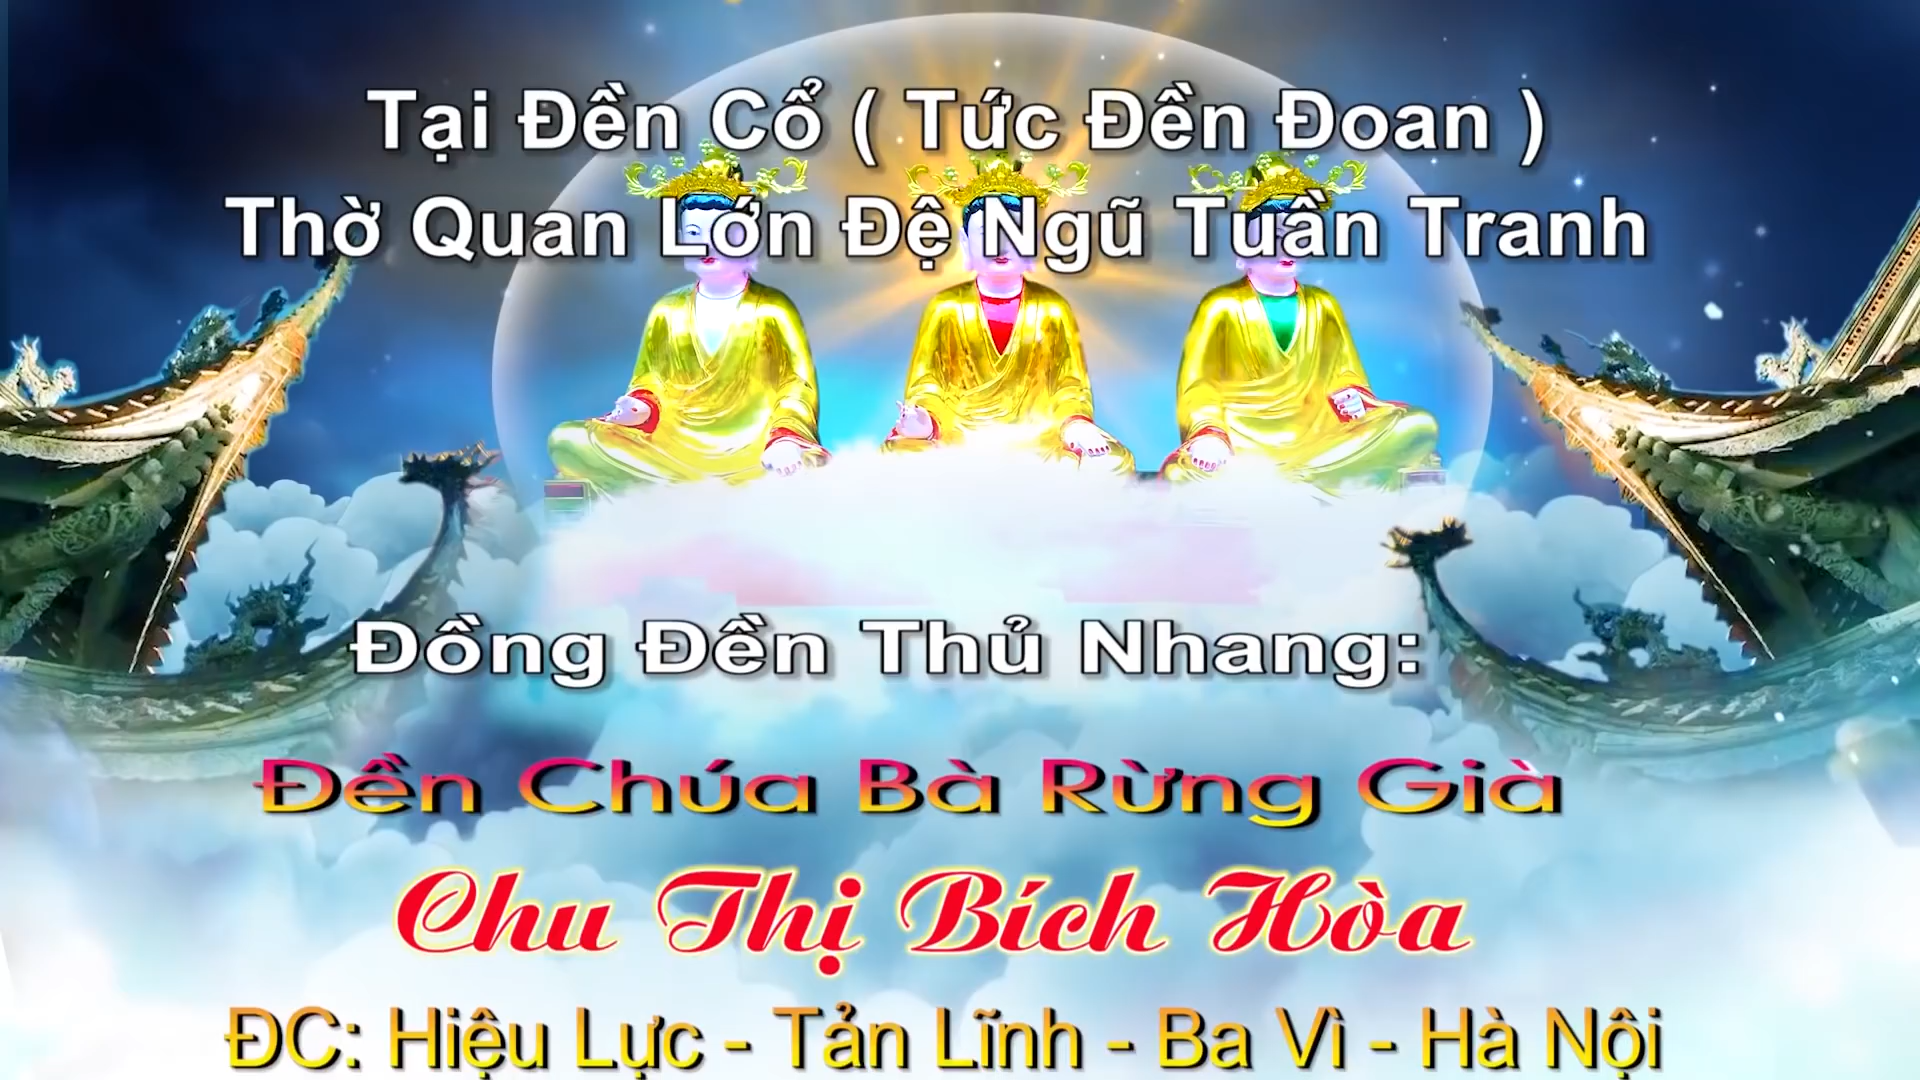 Tại Đền Cổ ( Tức Đền Đoan )
Thờ Quan Lớn Đệ Ngũ Tuần Tranh
Đồng Đền Thủ Nhang:
Đền Chúa Bà Rừng Già
Chu Thị Bích Hòa
ĐC: Hiệu Lực - Tản Lĩnh - Ba Vì - Hà Nội